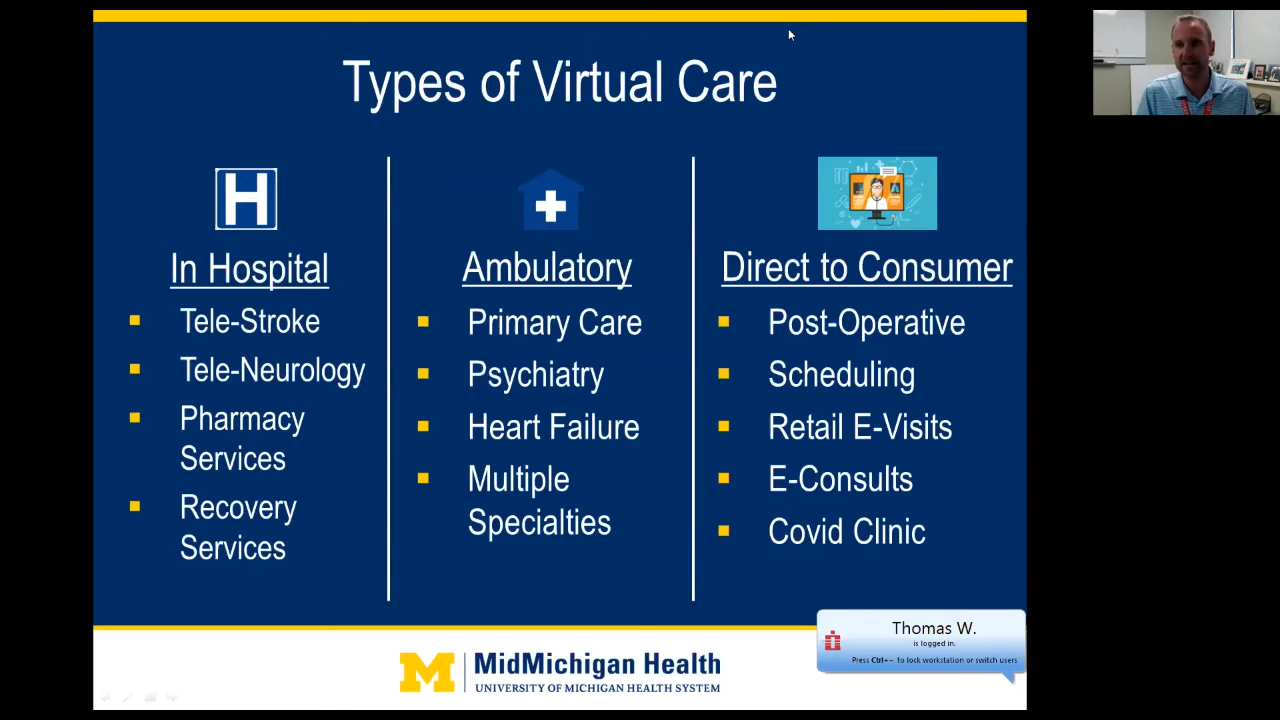 Types of Virtual Care
H
In Hospital
Tele-Stroke
Tele-Neurology
Pharmacy
Services
Recovery
Services
Ambulatory
Primary Care
Psychiatry
Heart Failure
Multiple
Specialties
Direct to Consumer
Post-Operative
Scheduling
Retail E-Visits
E-Consults
Covid Clinic
M
MidMichigan Health
UNIVERSITY OF MICHIGAN HEALTH SYSTEM
Thomas W.
is logged in.
Press Ctrl+~ to lock workstation or switch users